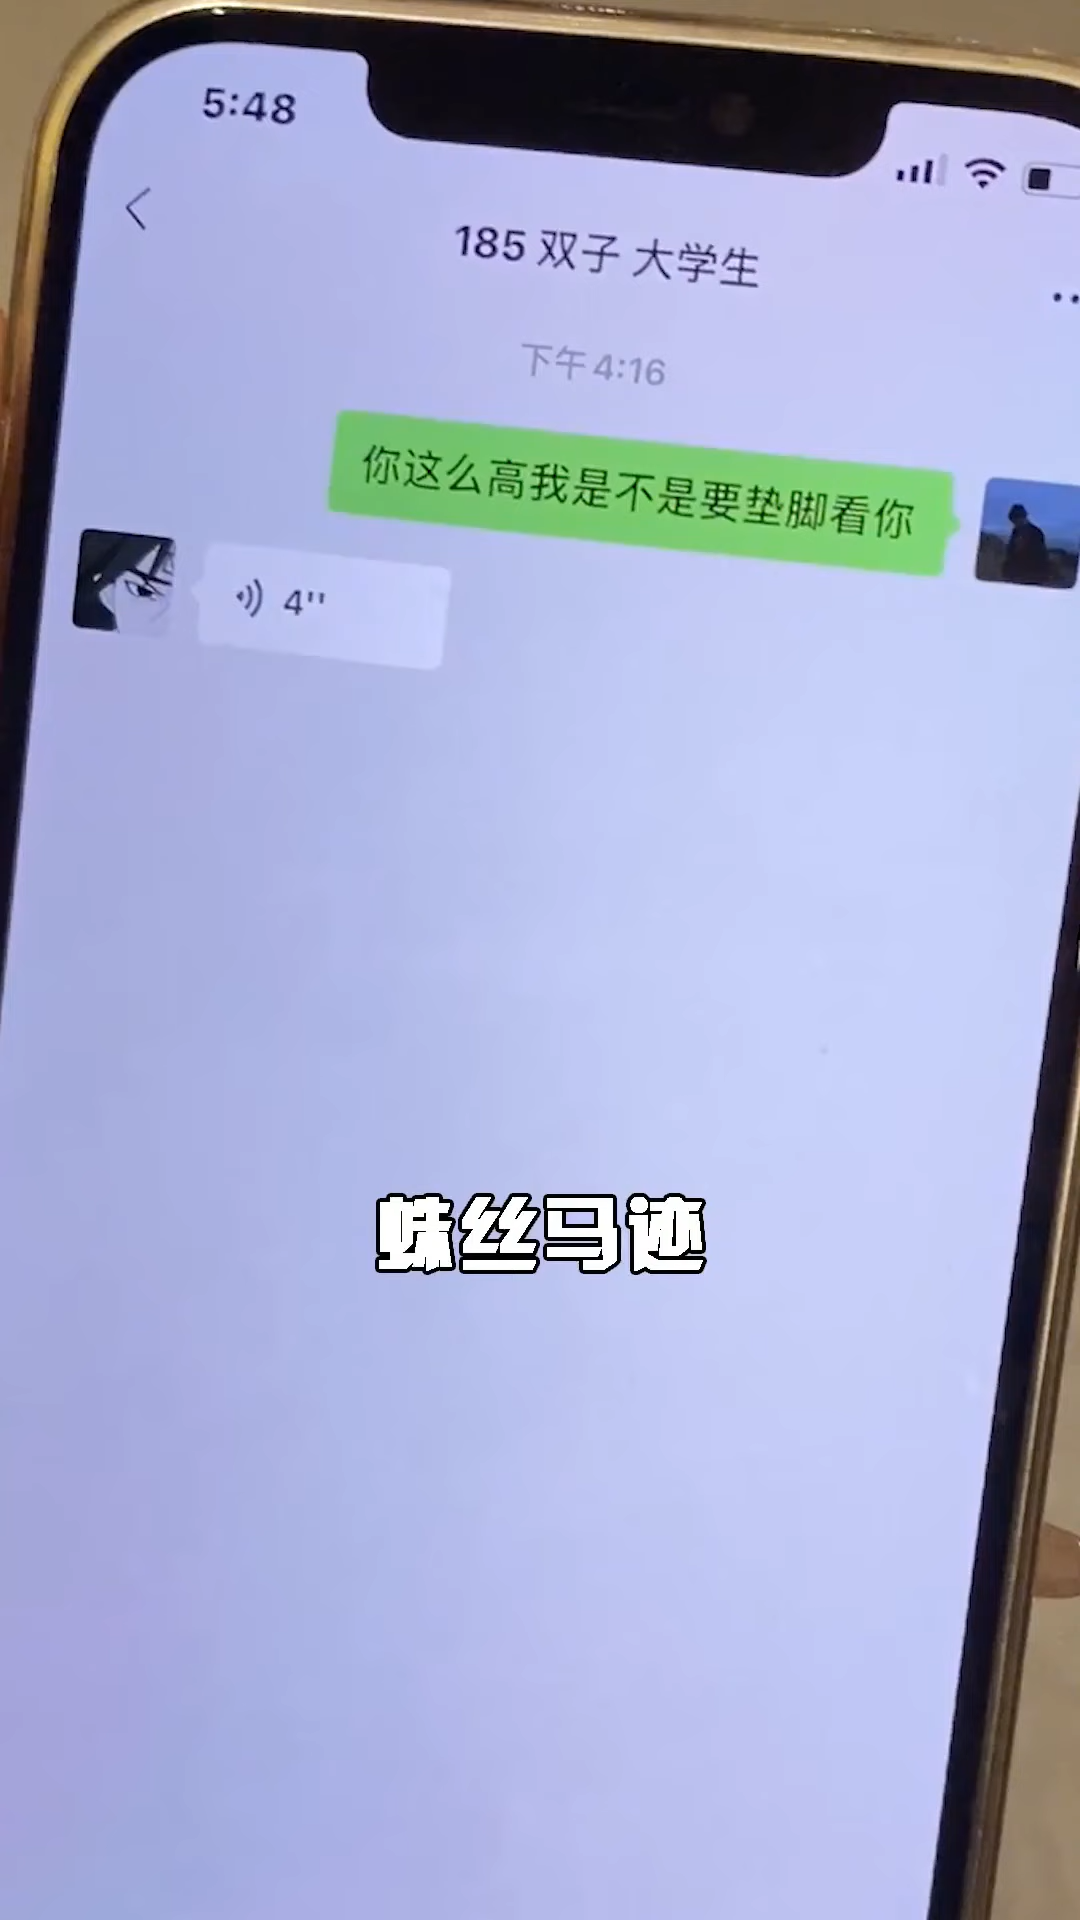 5:48
185 双子 大学生
下午 4:16
你这么高我是不是要垫脚看你
4''
蛛丝马迹